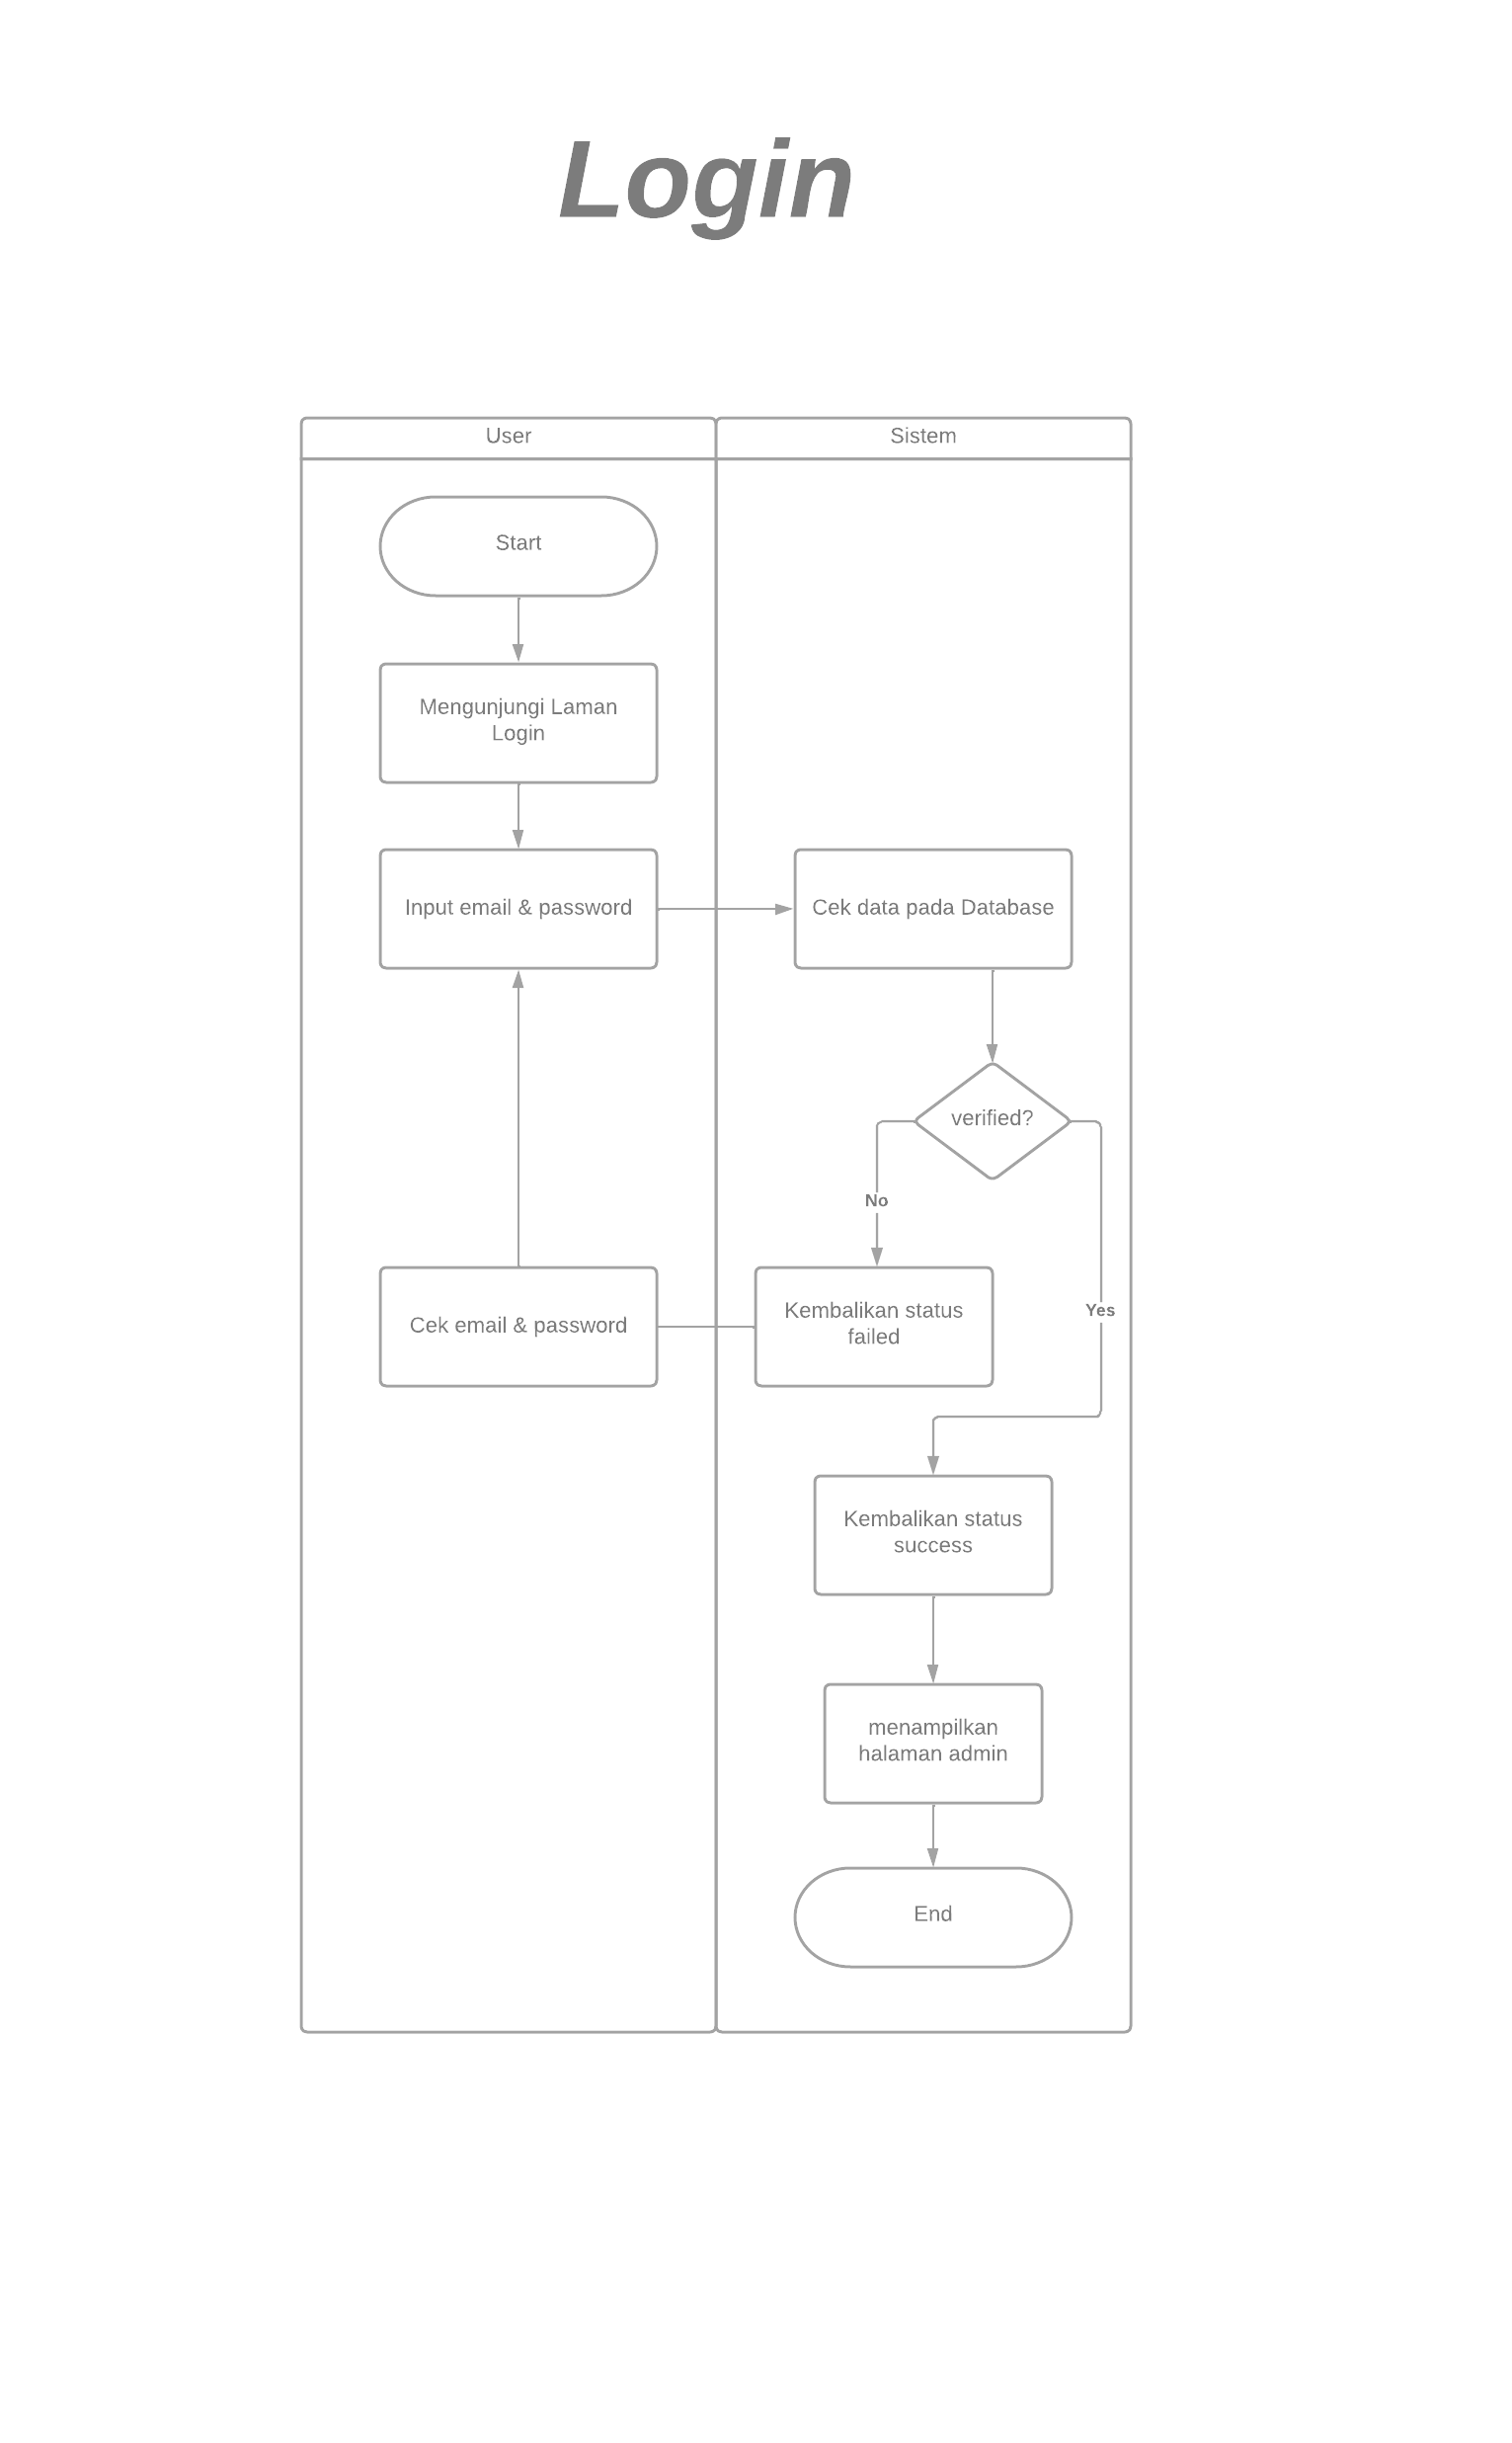 Login
User
Sistem
Start
Mengunjungi Laman
Login
Input email & password
Cek data pada Database
verified?
No
Yes
Cek email & password
Kembalikan status
failed
Kembalikan status
success
menampilkan
halaman admin
End